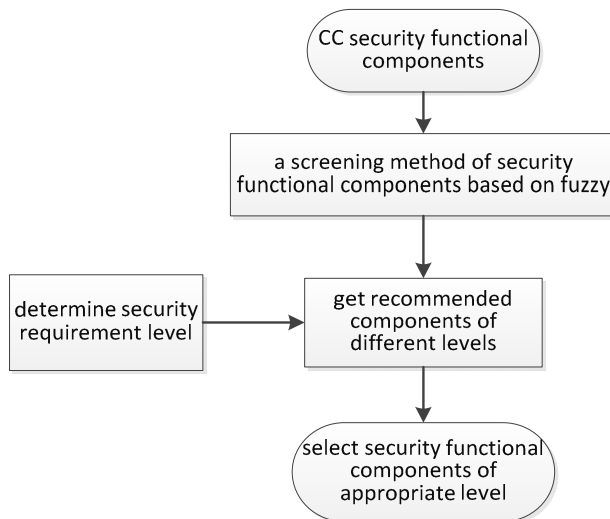 CC security functional
components
a screening method of security
functional components based on fuzzy
determine security
requirement level
get recommended
components of
different levels
select security functional
components of
appropriate level